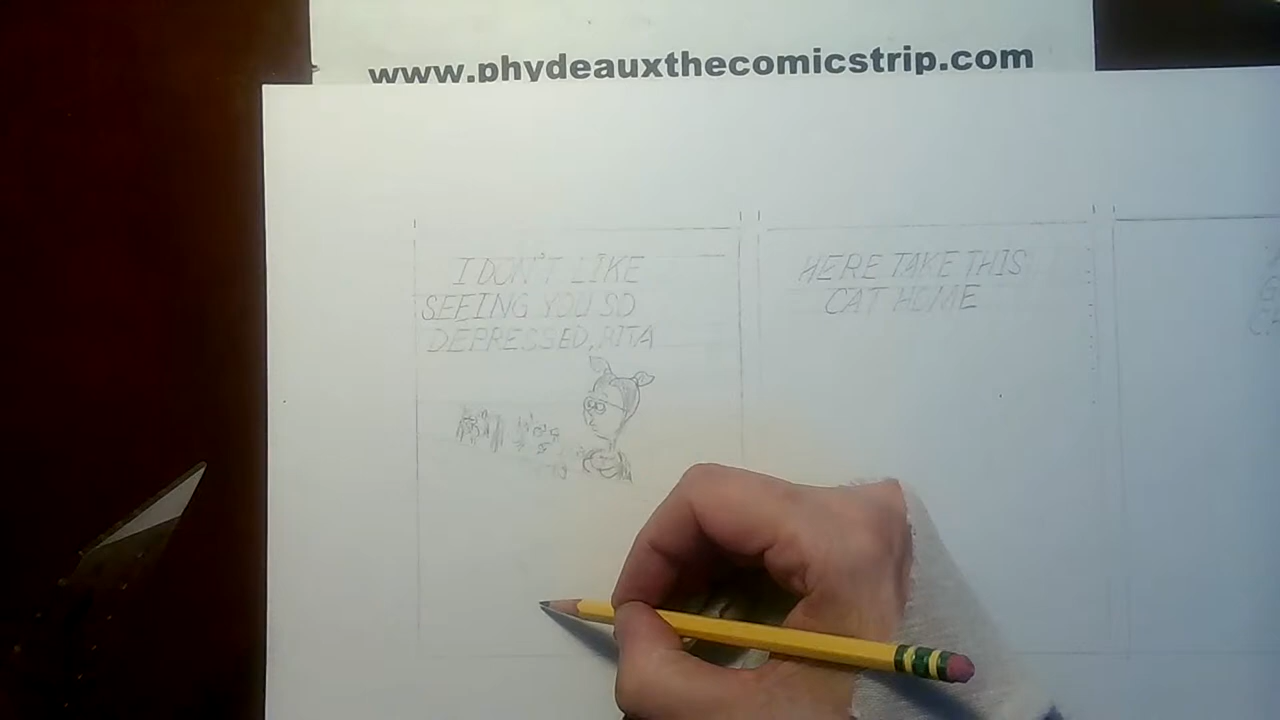 www.phydeauxthecomicstrip.com
I DON'T LIKE
SEEING YOU SO
DEPRESSED, RITA
HERE TAKE THIS
CAT HOME